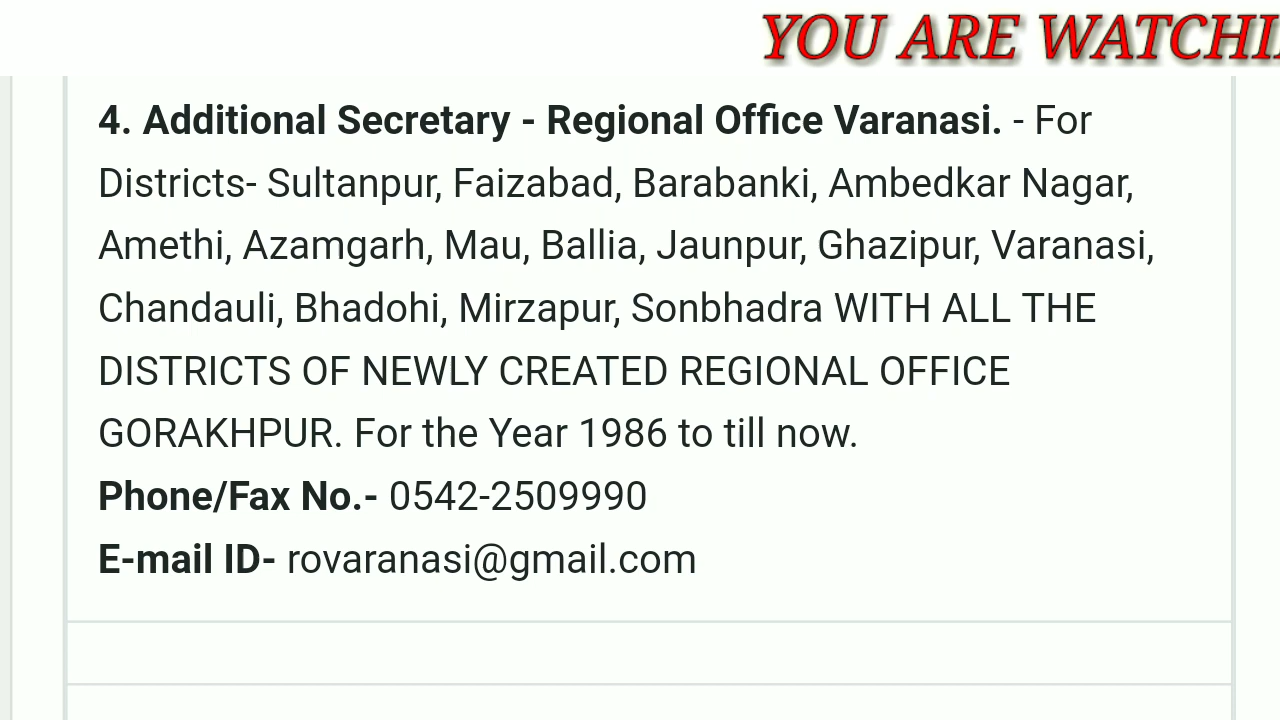 YOU ARE WATCHI
4. Additional Secretary - Regional Office Varanasi. - For
Districts- Sultanpur, Faizabad, Barabanki, Ambedkar Nagar,
Amethi, Azamgarh, Mau, Ballia, Jaunpur, Ghazipur, Varanasi,
Chandauli, Bhadohi, Mirzapur, Sonbhadra WITH ALL THE
DISTRICTS OF NEWLY CREATED REGIONAL OFFICE
GORAKHPUR. For the Year 1986 to till now.
Phone/Fax No.- 0542-2509990
E-mail ID- rovaranasi@gmail.com